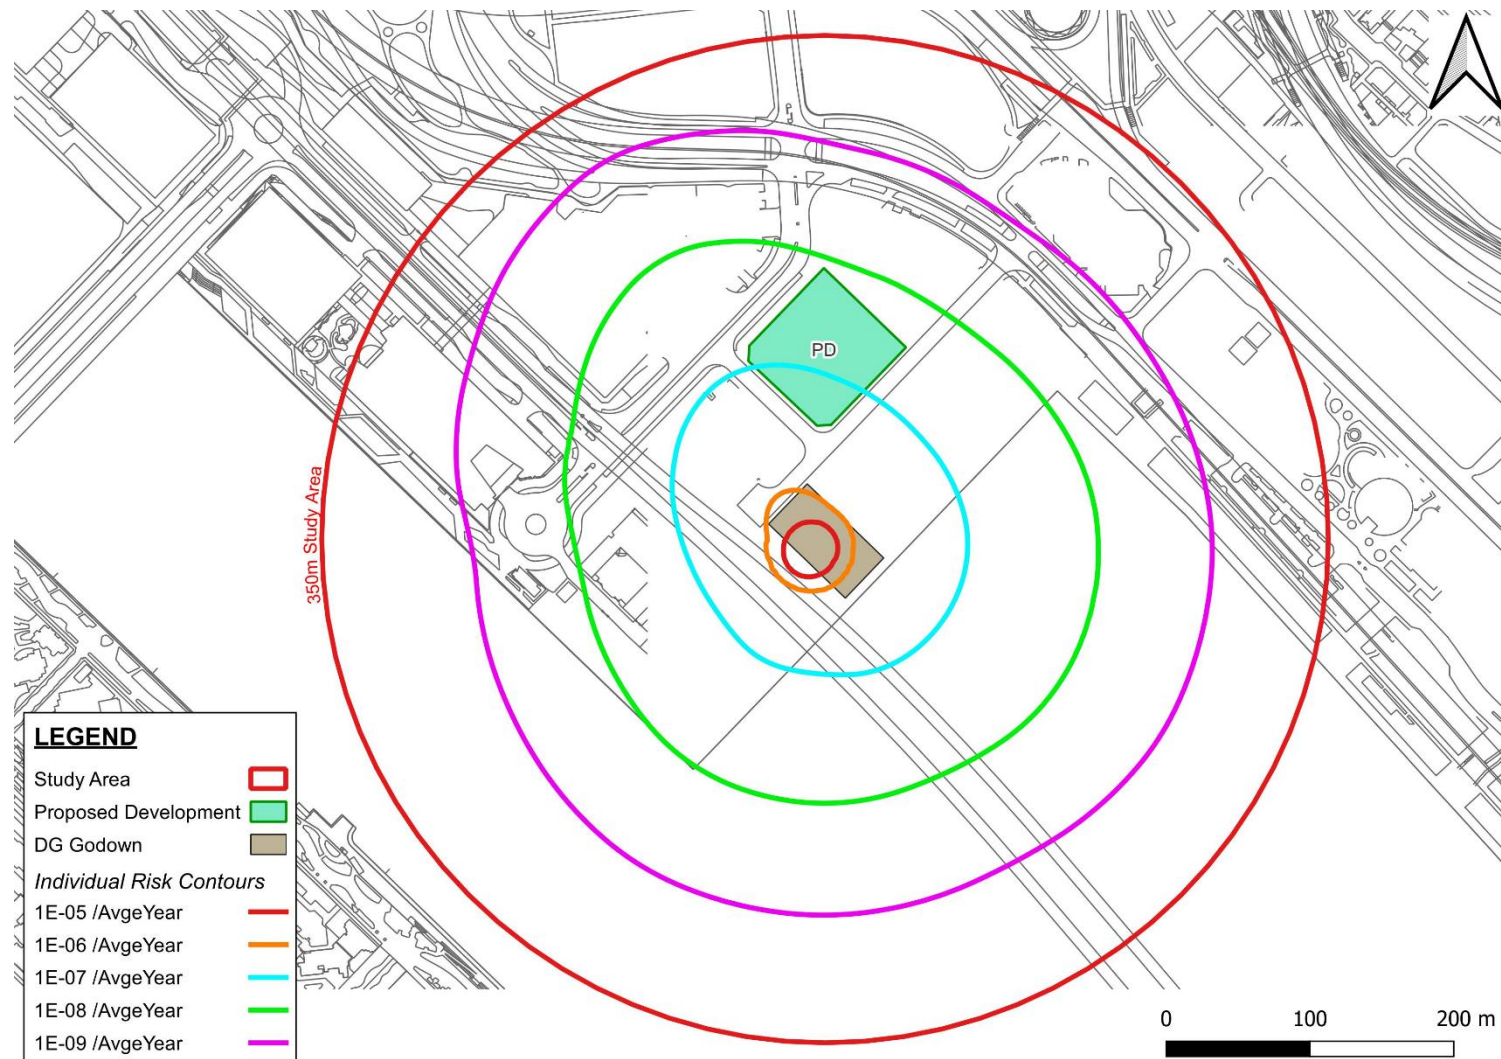 PD
350m Study Area
LEGEND
Study Area
Proposed Development
DG Godown
Individual Risk Contours
1E-05 /AvgeYear
1E-06 /AvgeYear
1E-07 /AvgeYear
1E-08 /AvgeYear
1E-09 /AvgeYear
0 100 200 m